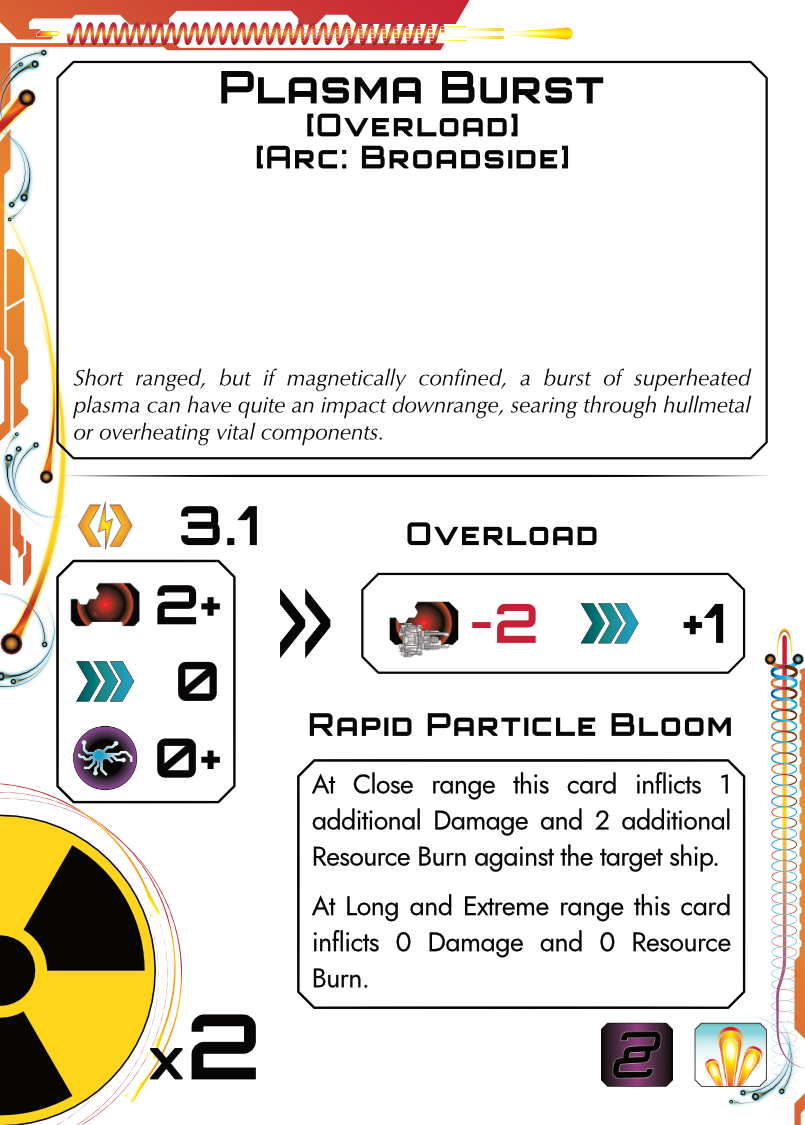 Plasma Burst
[Overload]
[Arc: Broadside]
Short ranged, but if magnetically confined, a burst of superheated
plasma can have quite an impact downrange, searing through hullmetal
or overheating vital components.
3.1
Overload
2+
-2
+1
0
0+
Rapid Particle Bloom
At Close range this card inflicts 1
additional Damage and 2 additional
Resource Burn against the target ship.
At Long and Extreme range this card
inflicts 0 Damage and 0 Resource
Burn.
x2